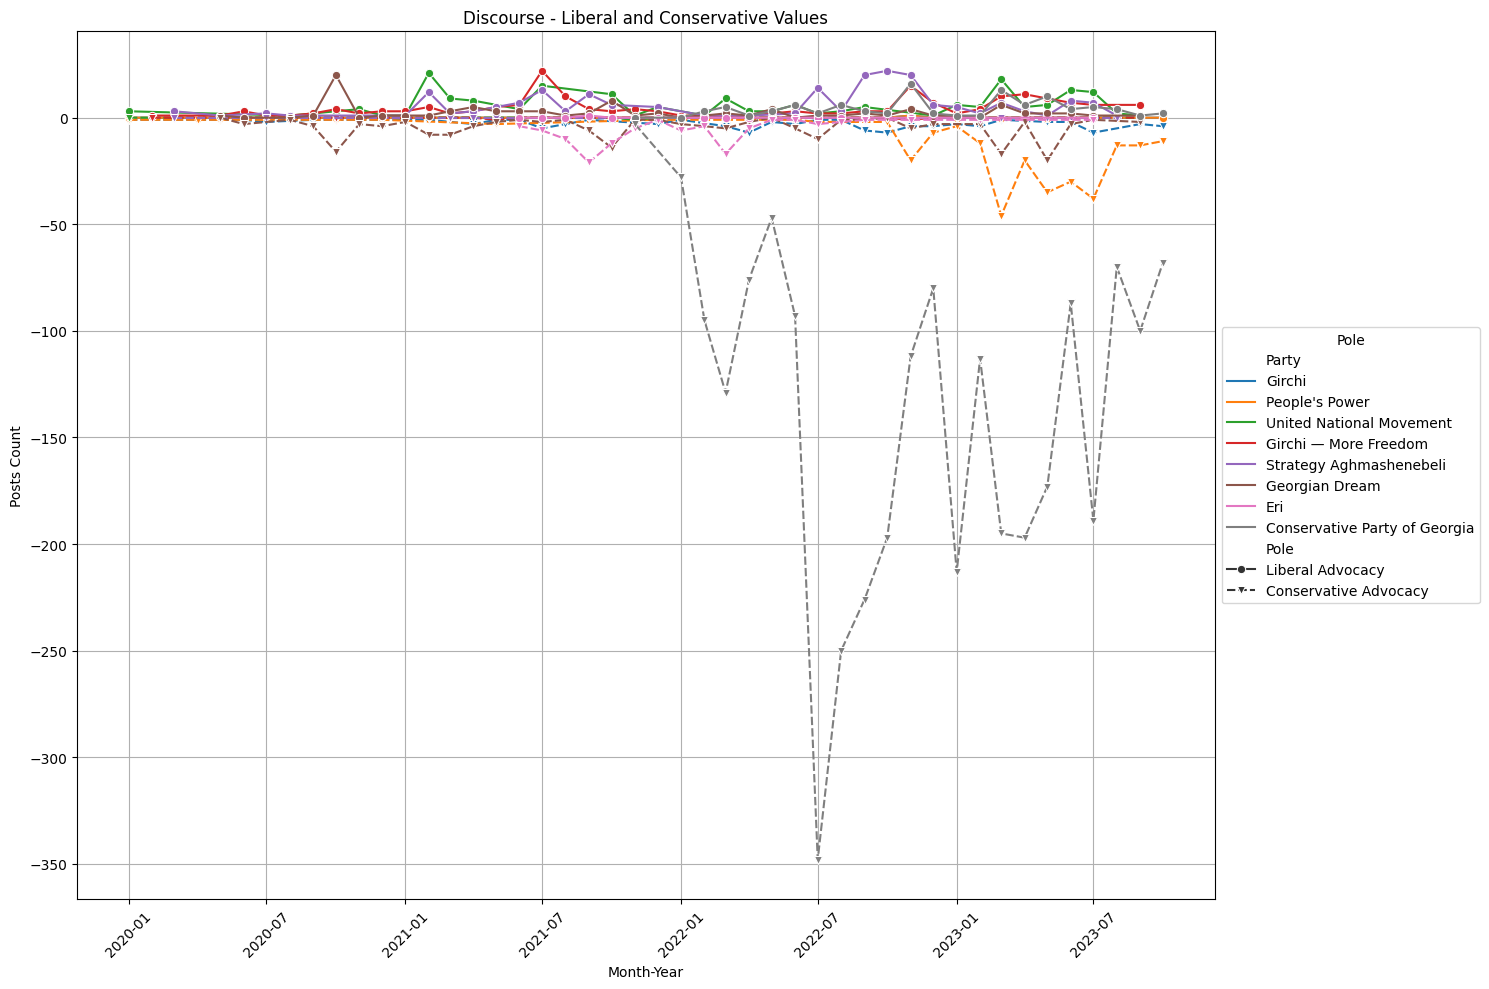 Discourse - Liberal and Conservative Values
0
−50
−100
−150
−200
−250
−300
−350
Posts Count
2020-01
2020-07
2021-01
2021-07
2022-01
2022-07
2023-01
2023-07
Month-Year
Pole
Party
Girchi
People's Power
United National Movement
Girchi — More Freedom
Strategy Aghmashenebeli
Georgian Dream
Eri
Conservative Party of Georgia
Pole
Liberal Advocacy
Conservative Advocacy